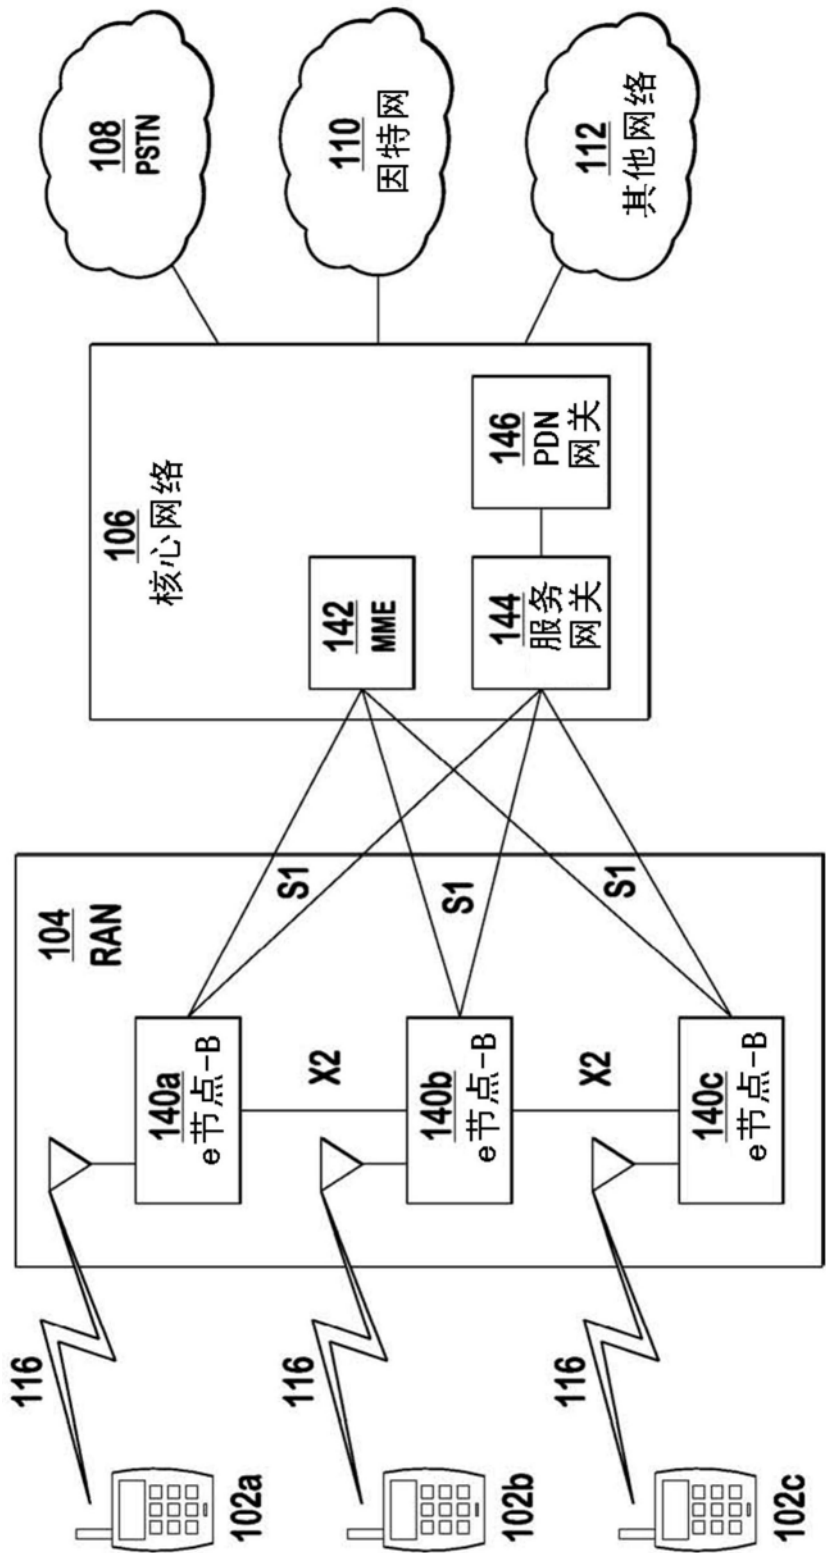 104
RAN
106
核心网络
108
PSTN
116
102a
140a
e节点-B
S1
142
MME
X2
110
因特网
116
102b
140b
e节点-B
S1
144
服务
网关
146
PDN
网关
X2
112
其他网络
116
102c
140c
e节点-B
S1